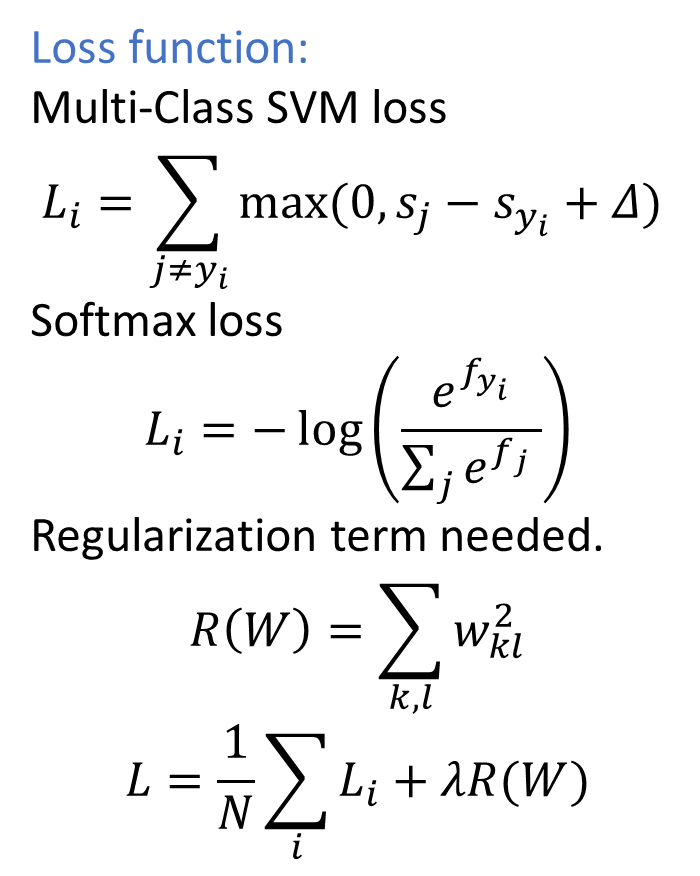 Loss function:
Multi-Class SVM loss
$L_i = \sum_{j \neq y_i} \max(0, s_j - s_{y_i} + \Delta)$
Softmax loss
$L_i = -\log\left(\frac{e^{f_{y_i}}}{\sum_j e^{f_j}}\right)$
Regularization term needed.
$R(W) = \sum_{k,l} w_{kl}^2$
$L = \frac{1}{N} \sum_i L_i + \lambda R(W)$